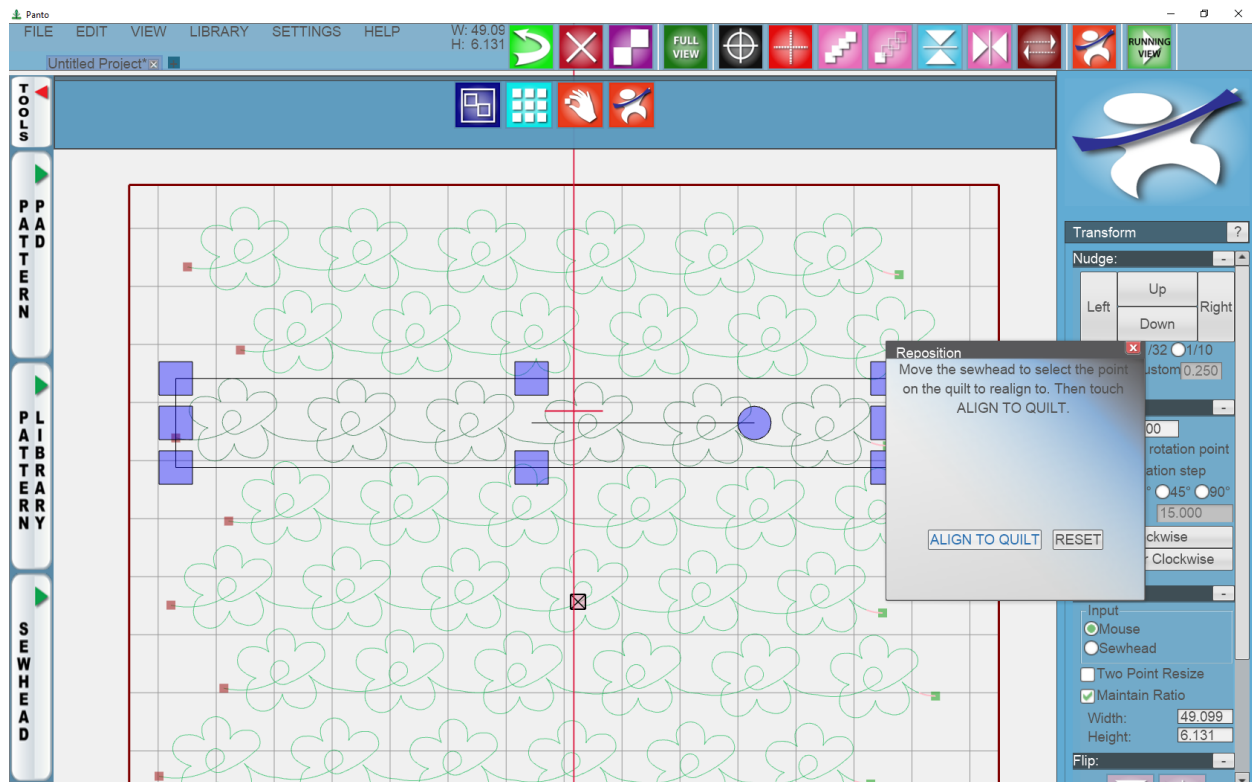 Panto
FILE EDIT VIEW LIBRARY SETTINGS HELP
W: 49.09
H: 6.131
FULL
VIEW
RUNNING
VIEW
Untitled Project*
TOOLS
PATTERN PAD
PATTERN LIBRARY
SEWHEAD
Transform ?
Nudge: -
Left Up Right
Down
/32 1/10
ustom 0.250
Reposition
Move the sewhead to select the point
on the quilt to realign to. Then touch
ALIGN TO QUILT.
ALIGN TO QUILT RESET
-
00
rotation point
ation step
° 45° 90°
15.000
ckwise
r Clockwise
-
Input
Mouse
Sewhead
Two Point Resize
Maintain Ratio
Width: 49.099
Height: 6.131
Flip: -